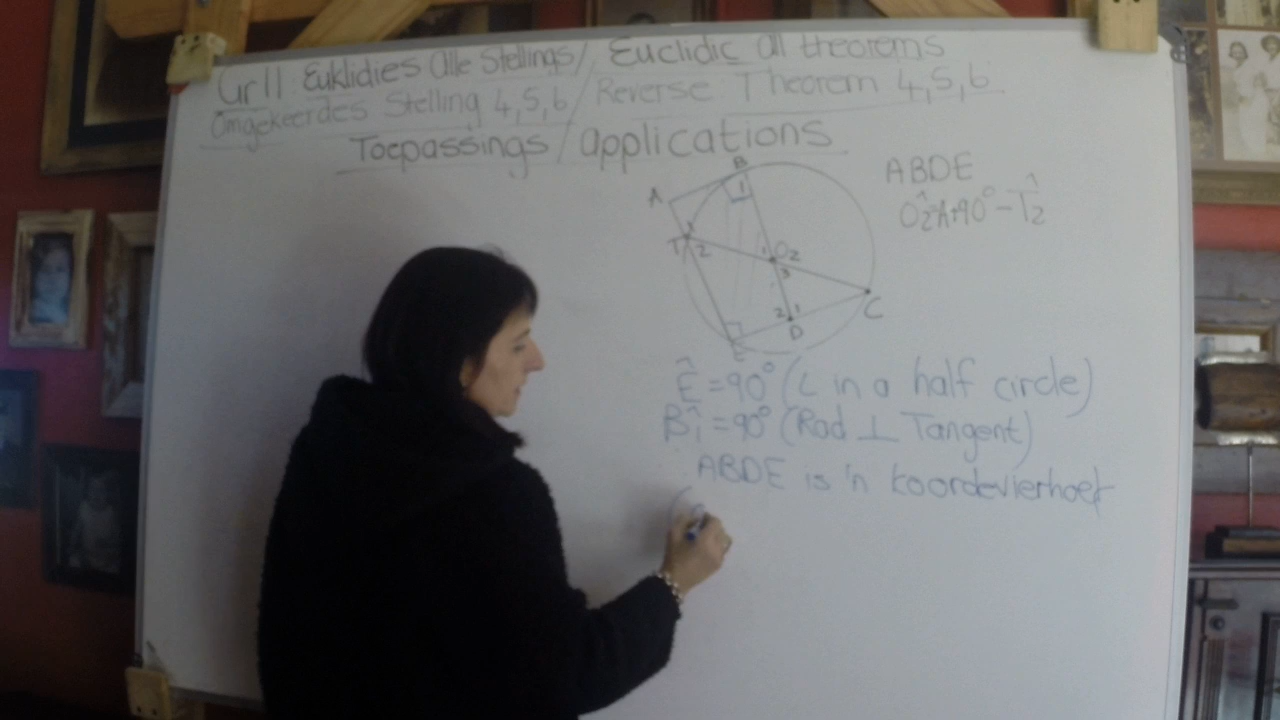 Gr11 Euklidies Alle Stellings/ Euclidic all theorems
Omgekeerdes Stelling 4,5,6/ Reverse Theorem 4,5,6
Toepassings/applications
B
ABDE
A
1
90°-T̂2
T
2
1 O 2
3
C
2 1
D
E
Ê=90° (∠ in a half circle)
B̂1=90° (Rad ⊥ Tangent)
ABDE is 'n koordevierhoek